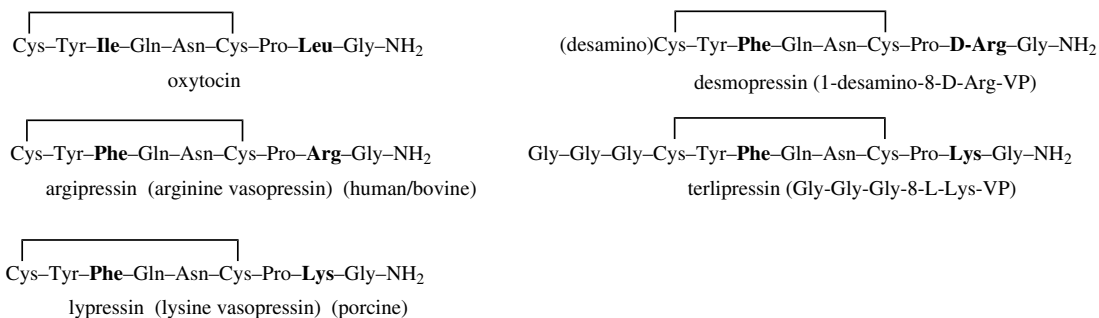 Cys–Tyr–Ile–Gln–Asn–Cys–Pro–Leu–Gly–NH2
oxytocin
Cys–Tyr–Phe–Gln–Asn–Cys–Pro–Arg–Gly–NH2
argipressin (arginine vasopressin) (human/bovine)
Cys–Tyr–Phe–Gln–Asn–Cys–Pro–Lys–Gly–NH2
lypressin (lysine vasopressin) (porcine)
(desamino)Cys–Tyr–Phe–Gln–Asn–Cys–Pro–D-Arg–Gly–NH2
desmopressin (1-desamino-8-D-Arg-VP)
Gly–Gly–Gly–Cys–Tyr–Phe–Gln–Asn–Cys–Pro–Lys–Gly–NH2
terlipressin (Gly-Gly-Gly-8-L-Lys-VP)